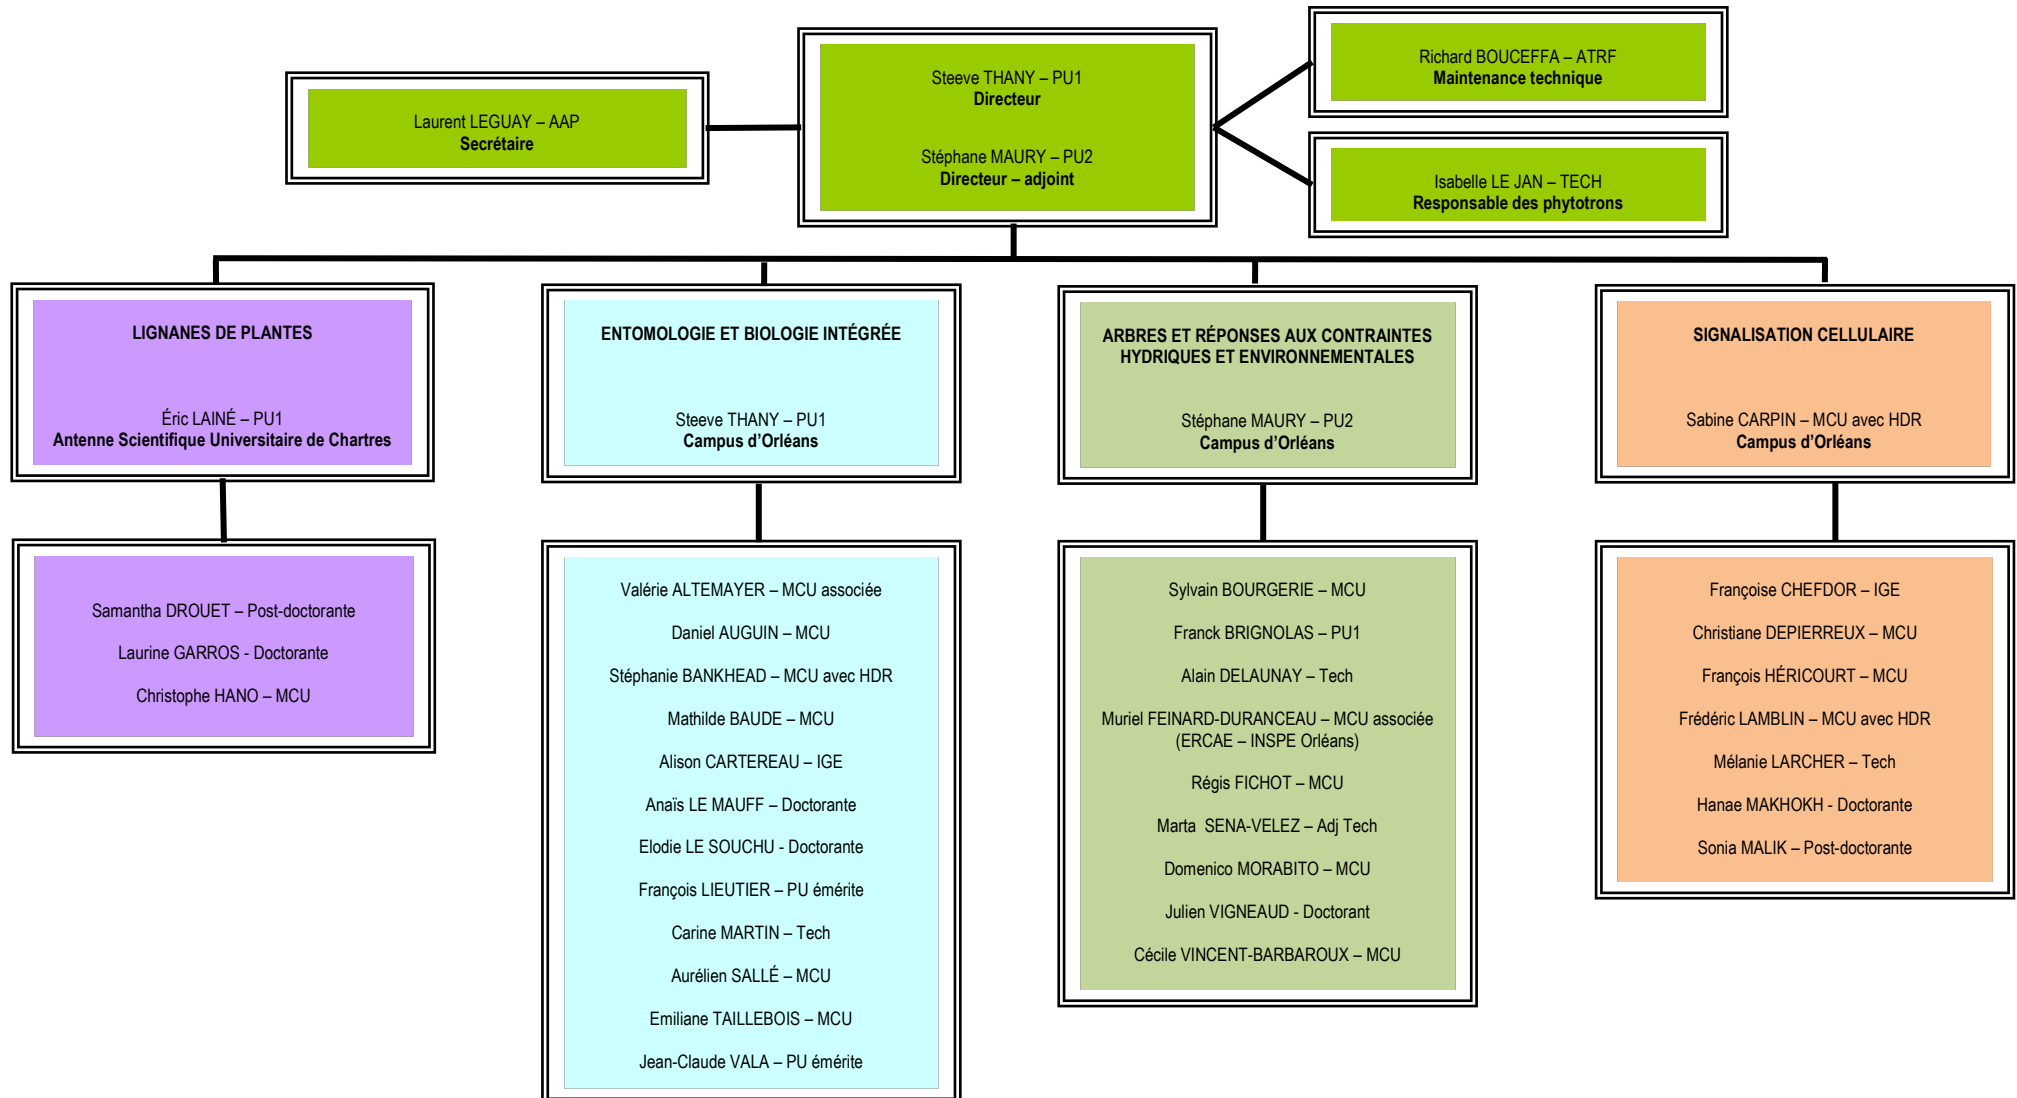 Laurent LEGUAY – AAP
Secrétaire
Steeve THANY – PU1
Directeur
Stéphane MAURY – PU2
Directeur – adjoint
Richard BOUCEFFA – ATRF
Maintenance technique
Isabelle LE JAN – TECH
Responsable des phytotrons
LIGNANES DE PLANTES
Éric LAINÉ – PU1
Antenne Scientifique Universitaire de Chartres
Samantha DROUET – Post-doctorante
Laurine GARROS - Doctorante
Christophe HANO – MCU
ENTOMOLOGIE ET BIOLOGIE INTÉGRÉE
Steeve THANY – PU1
Campus d’Orléans
Valérie ALTEMAYER – MCU associée
Daniel AUGUIN – MCU
Stéphanie BANKHEAD – MCU avec HDR
Mathilde BAUDE – MCU
Alison CARTEREAU – IGE
Anaïs LE MAUFF – Doctorante
Elodie LE SOUCHU - Doctorante
François LIEUTIER – PU émérite
Carine MARTIN – Tech
Aurélien SALLÉ – MCU
Emiliane TAILLEBOIS – MCU
Jean-Claude VALA – PU émérite
ARBRES ET RÉPONSES AUX CONTRAINTES
HYDRIQUES ET ENVIRONNEMENTALES
Stéphane MAURY – PU2
Campus d’Orléans
Sylvain BOURGERIE – MCU
Franck BRIGNOLAS – PU1
Alain DELAUNAY – Tech
Muriel FEINARD-DURANCEAU – MCU associée
(ERCAE – INSPE Orléans)
Régis FICHOT – MCU
Marta  SENA-VELEZ – Adj Tech
Domenico MORABITO – MCU
Julien VIGNEAUD - Doctorant
Cécile VINCENT-BARBAROUX – MCU
SIGNALISATION CELLULAIRE
Sabine CARPIN – MCU avec HDR
Campus d’Orléans
Françoise CHEFDOR – IGE
Christiane DEPIERREUX – MCU
François HÉRICOURT – MCU
Frédéric LAMBLIN – MCU avec HDR
Mélanie LARCHER – Tech
Hanae MAKHOKH - Doctorante
Sonia MALIK – Post-doctorante